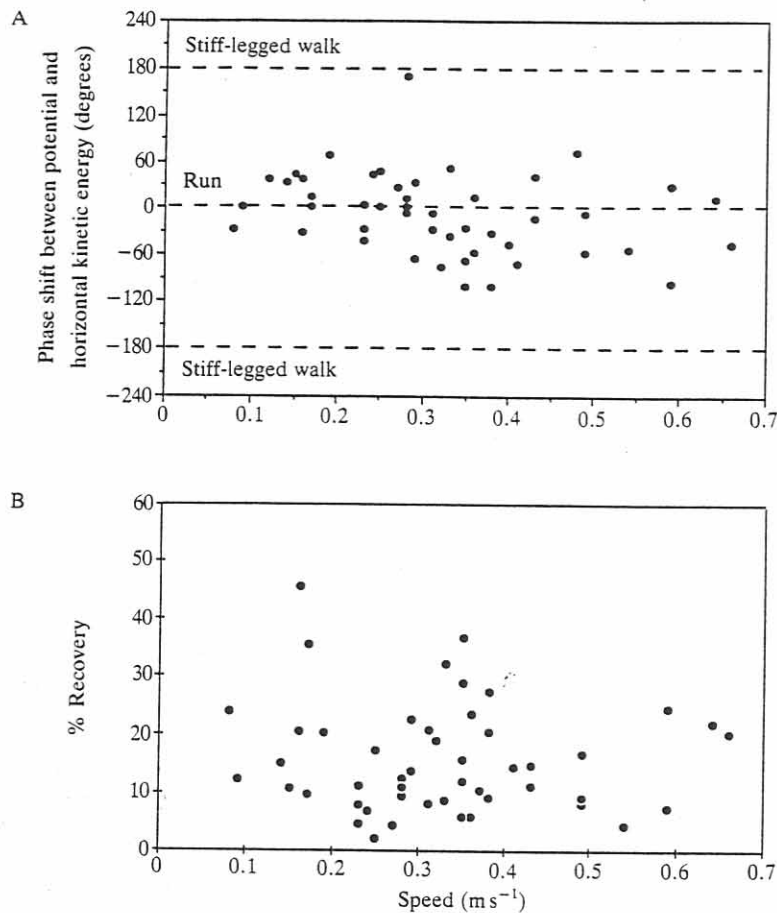 A
Phase shift between potential and
horizontal kinetic energy (degrees)
240
180
120
60
0
−60
−120
−180
−240
Stiff-legged walk
Run
Stiff-legged walk
0 0.1 0.2 0.3 0.4 0.5 0.6 0.7
B
% Recovery
60
50
40
30
20
10
0
0 0.1 0.2 0.3 0.4 0.5 0.6 0.7
Speed (m s⁻¹)